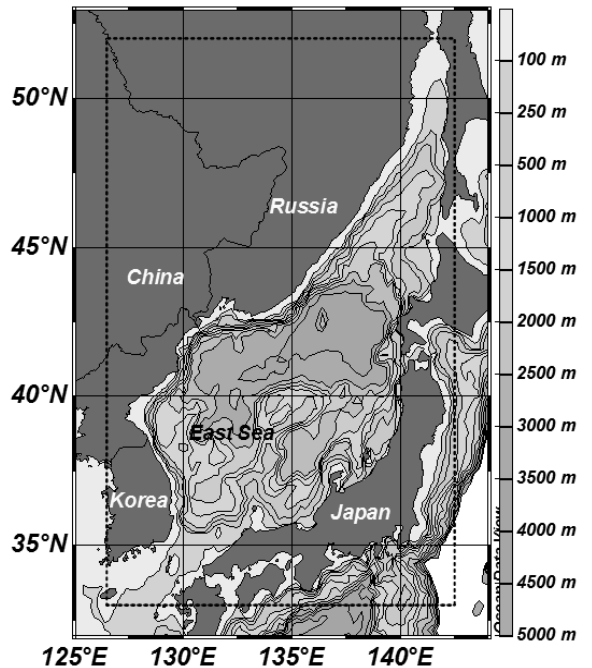 50°N
45°N
40°N
35°N
125°E
130°E
135°E
140°E
Russia
China
East Sea
Korea
Japan
100 m
250 m
500 m
1000 m
1500 m
2000 m
2500 m
3000 m
3500 m
4000 m
4500 m
5000 m
Ocean Data View